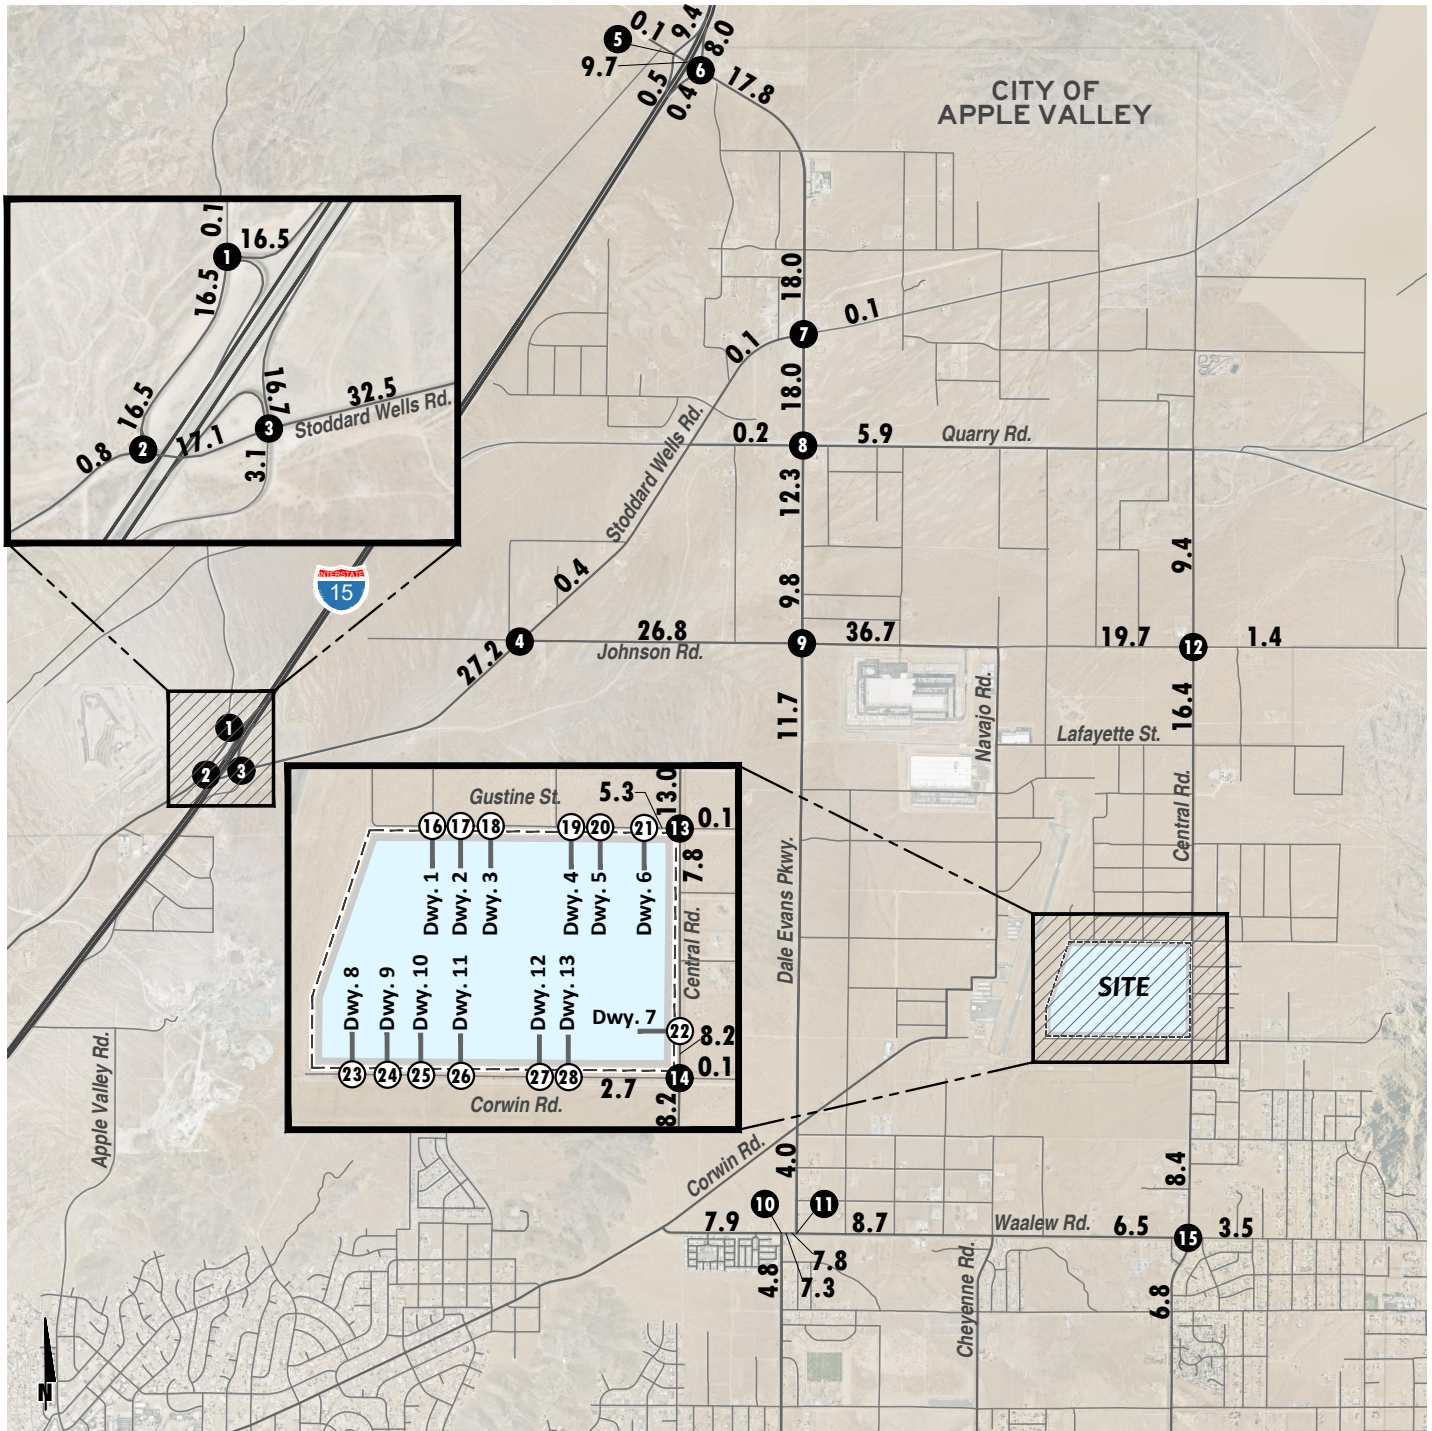 5
0.1
9.4
8.0
9.7
6
0.5
0.4
17.8
CITY OF
APPLE VALLEY
0.1
16.5
1
16.5
16.5
16.7
32.5
Stoddard Wells Rd.
3
2
17.1
0.8
3.1
18.0
0.1
7
0.1
18.0
Stoddard Wells Rd.
0.2
8
5.9
Quarry Rd.
12.3
9.4
INTERSTATE
15
0.4
9.8
4
26.8
Johnson Rd.
9
36.7
19.7
12
1.4
27.2
11.7
Navajo Rd.
16.4
Lafayette St.
1
2
3
Central Rd.
Dale Evans Pkwy.
Gustine St.
5.3
13.0
16
17
18
19
20
21
13
0.1
7.8
Dwy. 1
Dwy. 2
Dwy. 3
Dwy. 4
Dwy. 5
Dwy. 6
Central Rd.
Dwy. 8
Dwy. 9
Dwy. 10
Dwy. 11
Dwy. 12
Dwy. 13
Dwy. 7
22
8.2
23
24
25
26
27
28
2.7
14
0.1
Corwin Rd.
8.2
SITE
Apple Valley Rd.
Corwin Rd.
4.0
8.4
10
11
7.9
8.7
Waalew Rd.
6.5
15
3.5
7.8
7.3
4.8
Cheyenne Rd.
6.8
N